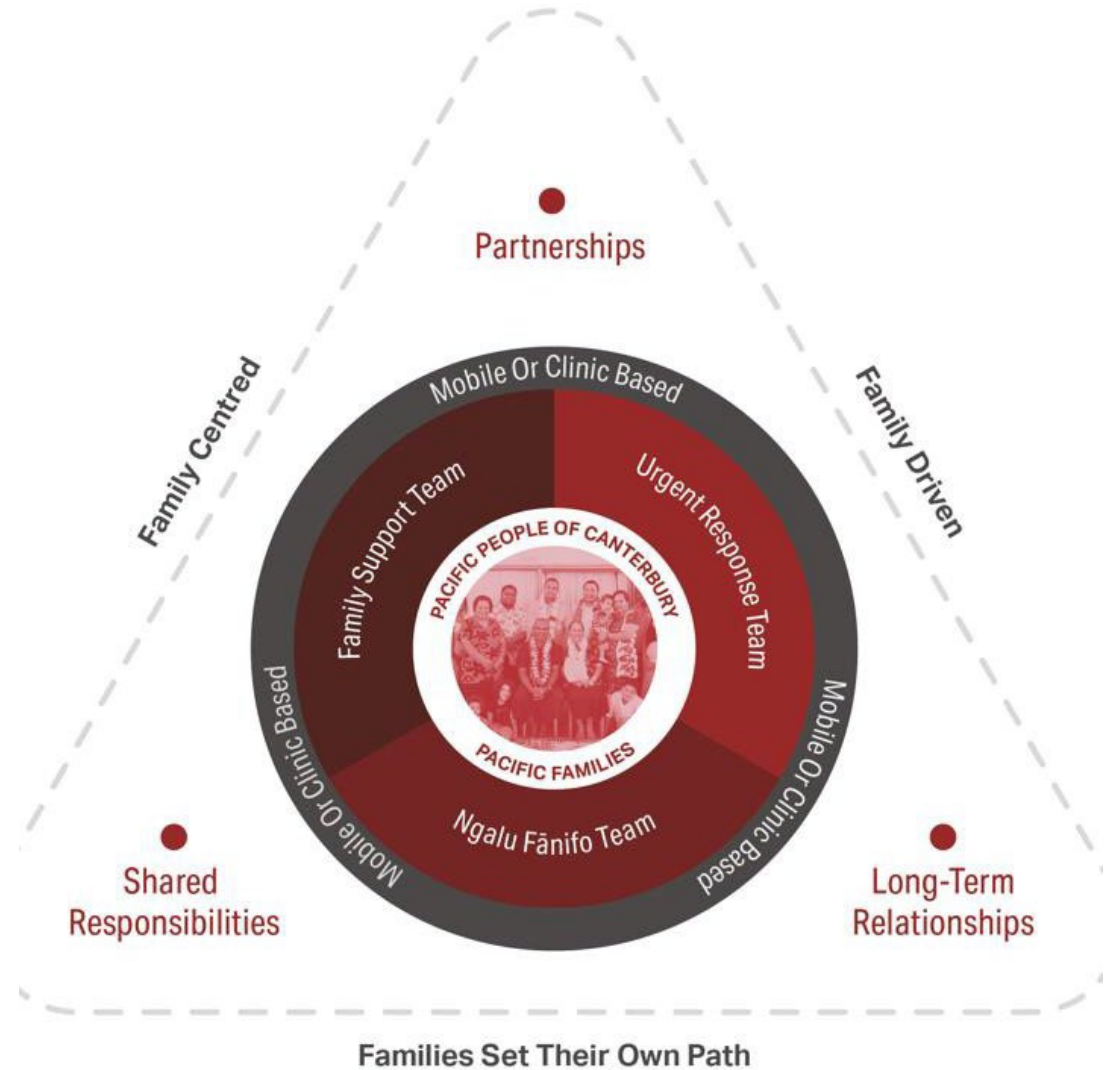 Partnerships
Family Centred
Family Driven
Mobile Or Clinic Based
Family Support Team
Urgent Response Team
PACIFIC PEOPLE OF CANTERBURY
PACIFIC FAMILIES
Ngalu Fānifo Team
Mobile Or Clinic Based
Mobile Or Clinic Based
Shared
Responsibilities
Long-Term
Relationships
Families Set Their Own Path